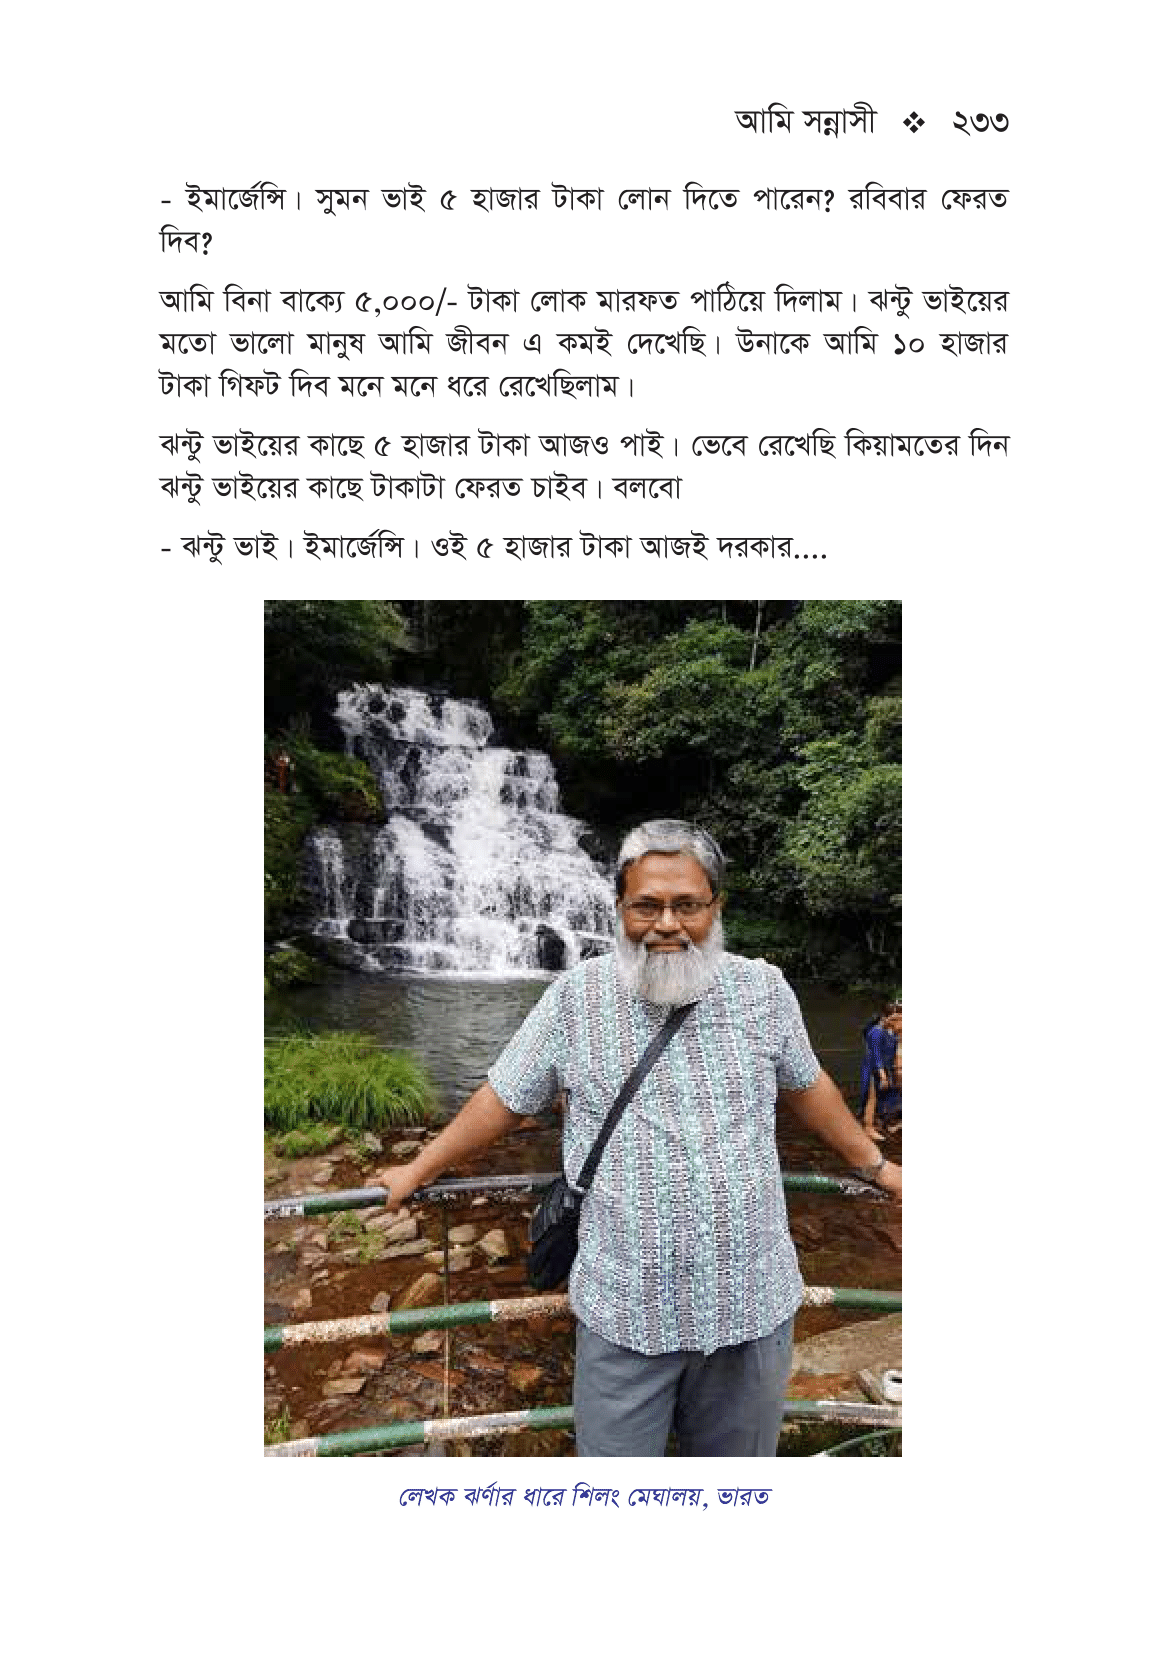 আমি সন্নাসী ❖ ২৩৩
- ইমার্জেন্সি। সুমন ভাই ৫ হাজার টাকা লোন দিতে পারেন? রবিবার ফেরত
দিব?
আমি বিনা বাক্যে ৫,০০০/- টাকা লোক মারফত পাঠিয়ে দিলাম। ঝন্টু ভাইয়ের
মতো ভালো মানুষ আমি জীবন এ কমই দেখেছি। উনাকে আমি ১০ হাজার
টাকা গিফট দিব মনে মনে ধরে রেখেছিলাম।
ঝন্টু ভাইয়ের কাছে ৫ হাজার টাকা আজও পাই। ভেবে রেখেছি কিয়ামতের দিন
ঝন্টু ভাইয়ের কাছে টাকাটা ফেরত চাইব। বলবো
- ঝন্টু ভাই। ইমার্জেন্সি। ওই ৫ হাজার টাকা আজই দরকার....
লেখক ঝর্ণার ধারে শিলং মেঘালয়, ভারত